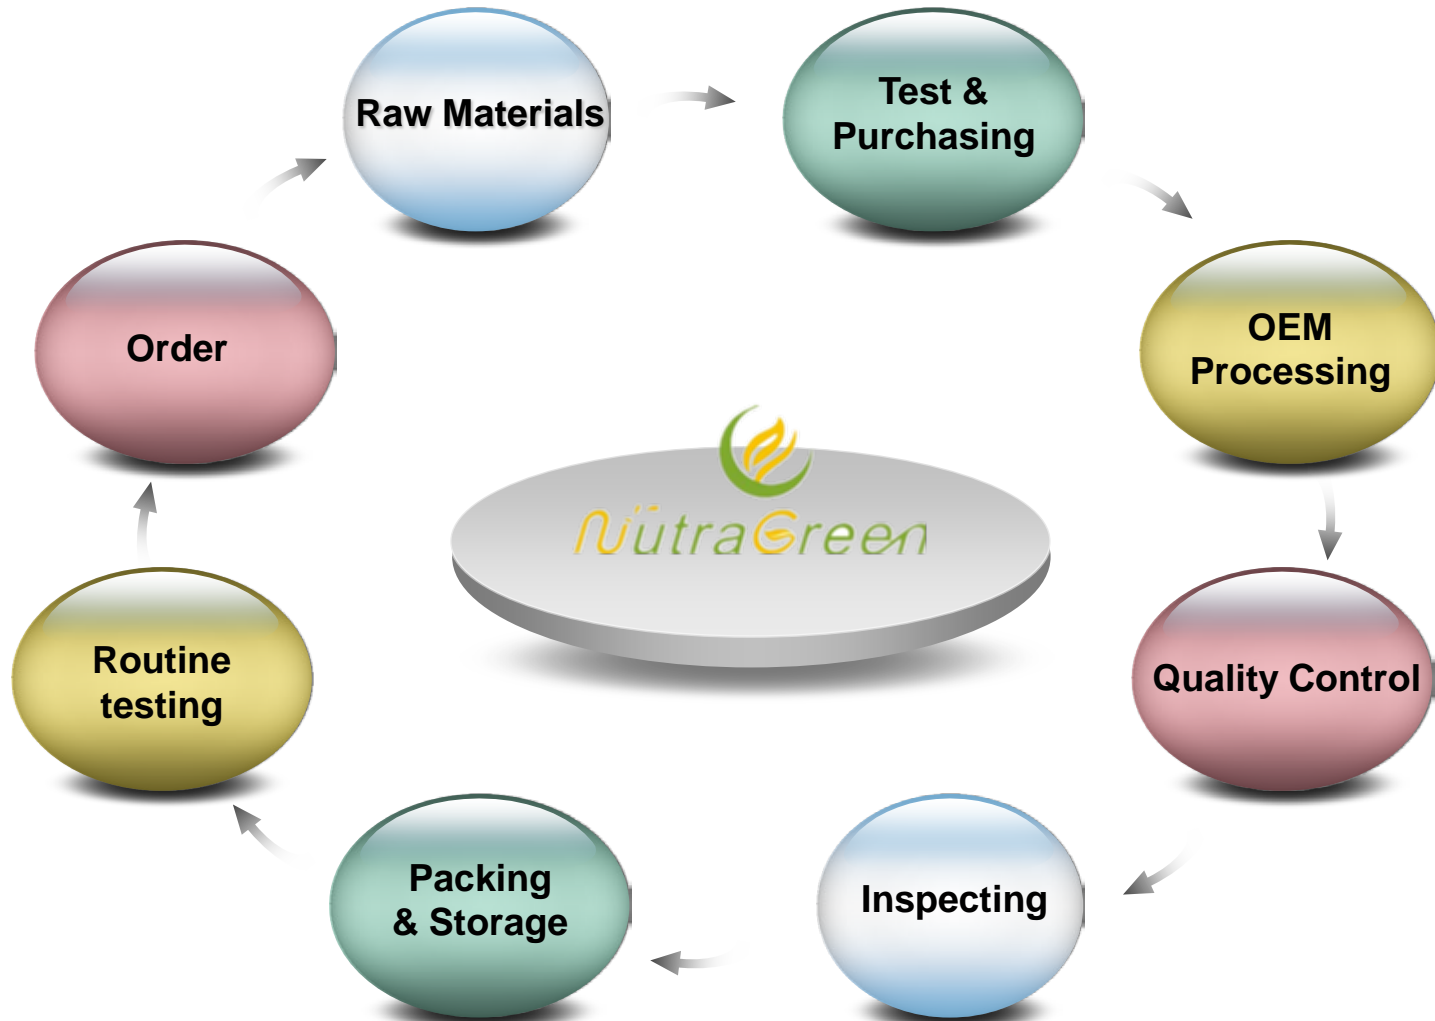 Raw Materials
Test &
Purchasing
OEM
Processing
Quality Control
Inspecting
Packing
& Storage
Routine
testing
Order
NutraGreen